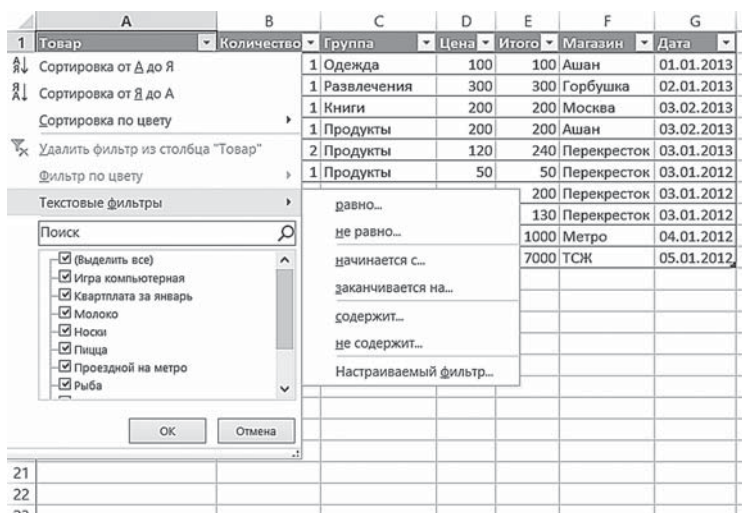 A B C D E F G
1 Товар Количество Группа Цена Итого Магазин Дата
Сортировка от А до Я
Сортировка от Я до А
Сортировка по цвету
Удалить фильтр из столбца "Товар"
Фильтр по цвету
Текстовые фильтры
Поиск
(Выделить все)
Игра компьютерная
Квартплата за январь
Молоко
Носки
Пицца
Проездной на метро
Рыба
ОК Отмена
равно...
не равно...
начинается с...
заканчивается на...
содержит...
не содержит...
Настраиваемый фильтр...
1 Одежда 100 100 Ашан 01.01.2013
1 Развлечения 300 300 Горбушка 02.01.2013
1 Книги 200 200 Москва 03.02.2013
1 Продукты 200 200 Ашан 03.02.2013
2 Продукты 120 240 Перекресток 03.02.2013
1 Продукты 50 50 Перекресток 03.01.2012
200 Перекресток 03.01.2012
130 Перекресток 03.01.2012
1000 Метро 04.01.2012
7000 ТСЖ 05.01.2012
21
22